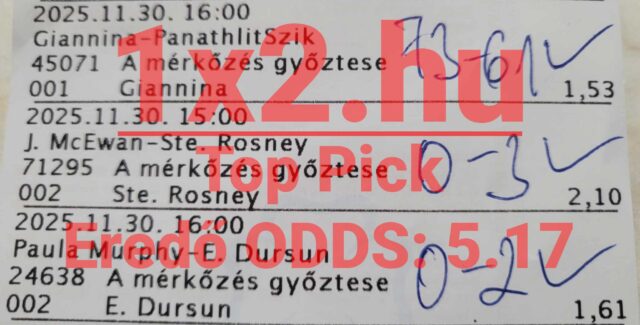 2025.11.30. 16:00
Giannina-PanathlitSzik
45071 A mérkőzés győztese 73-61 ✓
001 Giannina 1,53
1x2.hu
2025.11.30. 15:00
J. McEwan-Ste. Rosney
71295 A mérkőzés győztese 0-3 ✓
002 Ste. Rosney 2,10
Top Pick
2025.11.30. 16:00
Paula Murphy-E. Dursun
Eredő ODDS: 5.17
24638 A mérkőzés győztese 0-2 ✓
002 E. Dursun 1,61